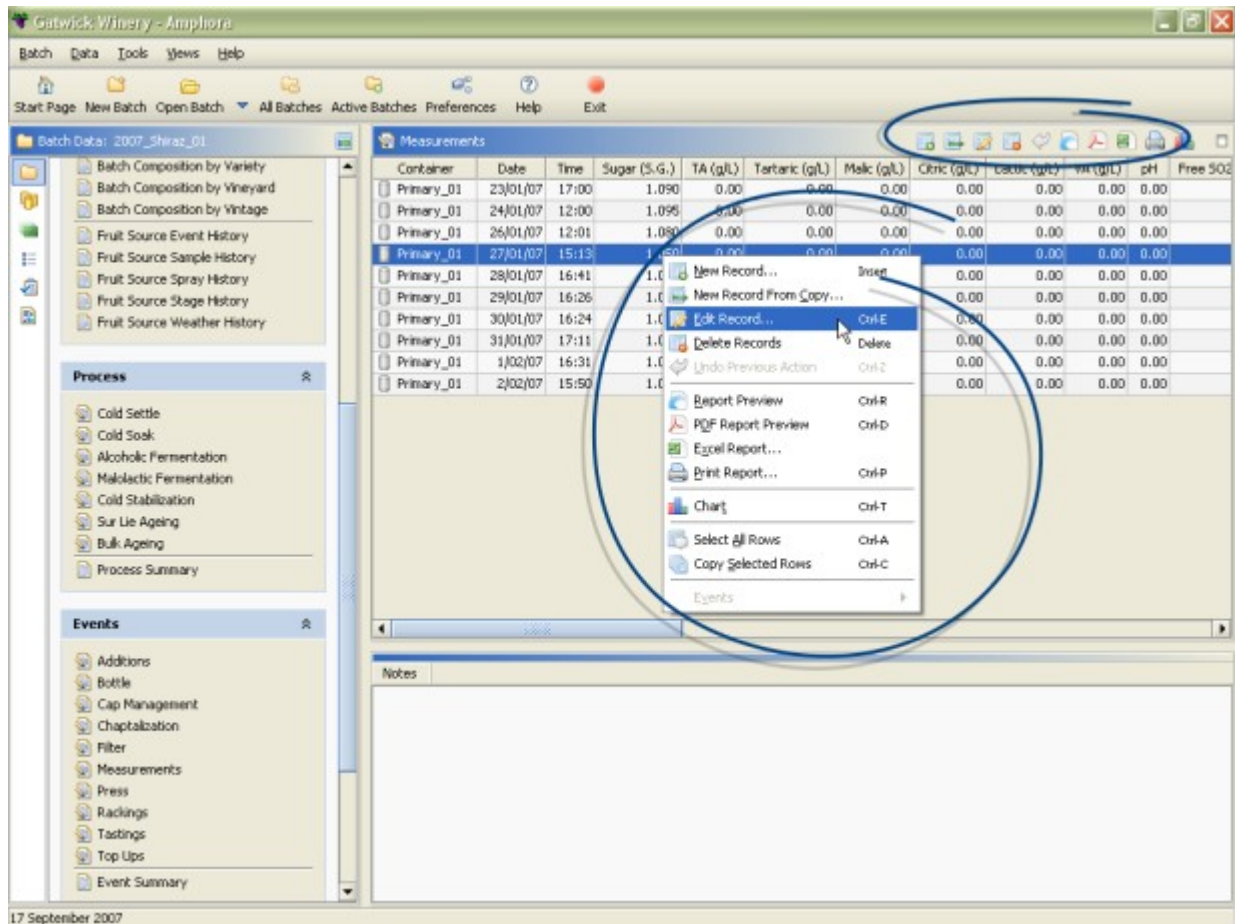 Gatwick Winery - Amphora
Batch Data Tools Views Help
Start Page New Batch Open Batch All Batches Active Batches Preferences Help Exit
Batch Data: 2007_Shiraz_01
Batch Composition by Variety
Batch Composition by Vineyard
Batch Composition by Vintage
Fruit Source Event History
Fruit Source Sample History
Fruit Source Spray History
Fruit Source Stage History
Fruit Source Weather History
Process
Cold Settle
Cold Soak
Alcoholic Fermentation
Malolactic Fermentation
Cold Stabilization
Sur Lie Ageing
Bulk Ageing
Process Summary
Events
Additions
Bottle
Cap Management
Chaptalization
Filter
Measurements
Press
Rackings
Tastings
Top Ups
Event Summary
Measurements
Container Date Time Sugar (S.G.) TA (g/L) Tartaric (g/L) Malic (g/L) Citric (g/L) Lactic (g/L) VA (g/L) pH Free SO2
Primary_01 23/01/07 17:00 1.090 0.00 0.00 0.00 0.00 0.00 0.00 0.00
Primary_01 24/01/07 12:00 1.095 0.00 0.00 0.00 0.00 0.00 0.00 0.00
Primary_01 26/01/07 12:01 1.080 0.00 0.00 0.00 0.00 0.00 0.00 0.00
Primary_01 27/01/07 15:13 0.00 0.00 0.00 0.00 0.00 0.00 0.00
Primary_01 28/01/07 16:41 0.00 0.00 0.00 0.00
Primary_01 29/01/07 16:26 0.00 0.00 0.00 0.00
Primary_01 30/01/07 16:24 0.00 0.00 0.00 0.00
Primary_01 31/01/07 17:11 0.00 0.00 0.00 0.00
Primary_01 1/02/07 16:31 0.00 0.00 0.00 0.00
Primary_01 2/02/07 15:50 0.00 0.00 0.00 0.00
New Record... Insert
New Record From Copy...
Edit Record... Ctrl-E
Delete Records Delete
Undo Previous Action Ctrl-Z
Report Preview Ctrl-R
PDF Report Preview Ctrl-D
Excel Report...
Print Report... Ctrl-P
Chart Ctrl-T
Select All Rows Ctrl-A
Copy Selected Rows Ctrl-C
Events
Notes
17 September 2007